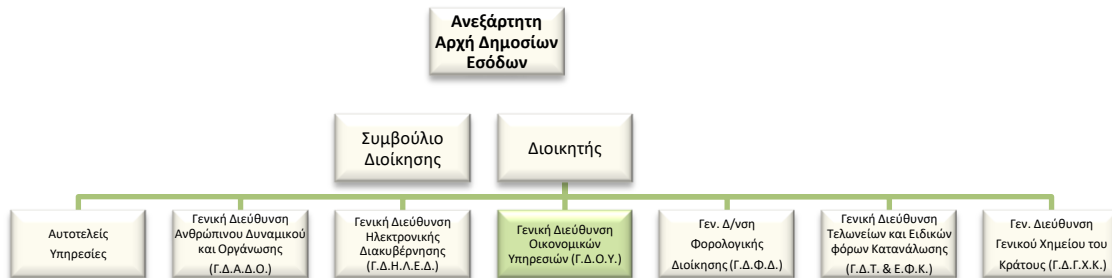 Ανεξάρτητη
Αρχή Δημοσίων
Εσόδων
Συμβούλιο
Διοίκησης
Διοικητής
Αυτοτελείς
Υπηρεσίες
Γενική Διεύθυνση
Ανθρώπινου Δυναμικού
και Οργάνωσης
(Γ.Δ.Α.Δ.Ο.)
Γενική Διεύθυνση
Ηλεκτρονικής
Διακυβέρνησης
(Γ.Δ.Η.Λ.Ε.Δ.)
Γενική Διεύθυνση
Οικονομικών
Υπηρεσιών (Γ.Δ.Ο.Υ.)
Γεν. Δ/νση
Φορολογικής
Διοίκησης (Γ.Δ.Φ.Δ.)
Γενική Διεύθυνση
Τελωνείων και Ειδικών
φόρων Κατανάλωσης
(Γ.Δ.Τ. & Ε.Φ.Κ.)
Γεν. Διεύθυνση
Γενικού Χημείου του
Κράτους (Γ.Δ.Γ.Χ.Κ.)